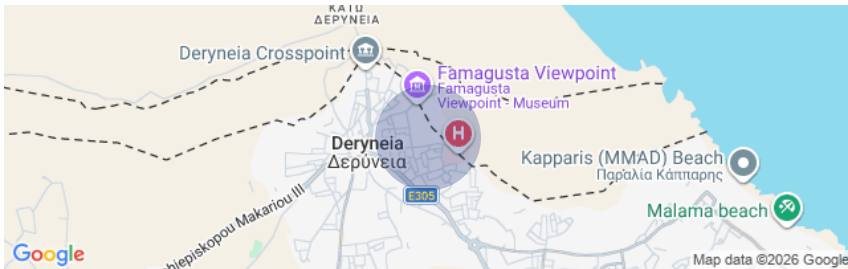 ΚΑΤΩ
ΔΕΡΥΝΕΙΑ
Deryneia Crosspoint
Famagusta Viewpoint
Famagusta
Viewpoint - Museum
H
Deryneia
Δερύνεια
Kapparis (MMAD) Beach
Παραλία Κάππαρης
E305
Malama beach
hiepiskopou Makariou III
Google
Map data ©2026 Google